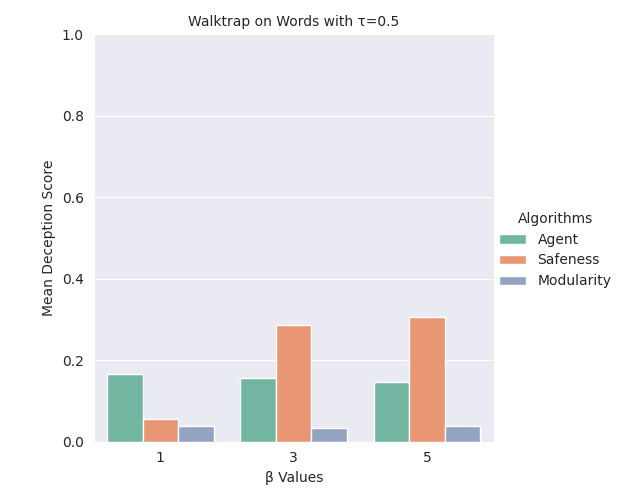 Walktrap on Words with τ=0.5
1.0
0.8
0.6
0.4
0.2
0.0
Mean Deception Score
1 3 5
β Values
Algorithms
Agent
Safeness
Modularity